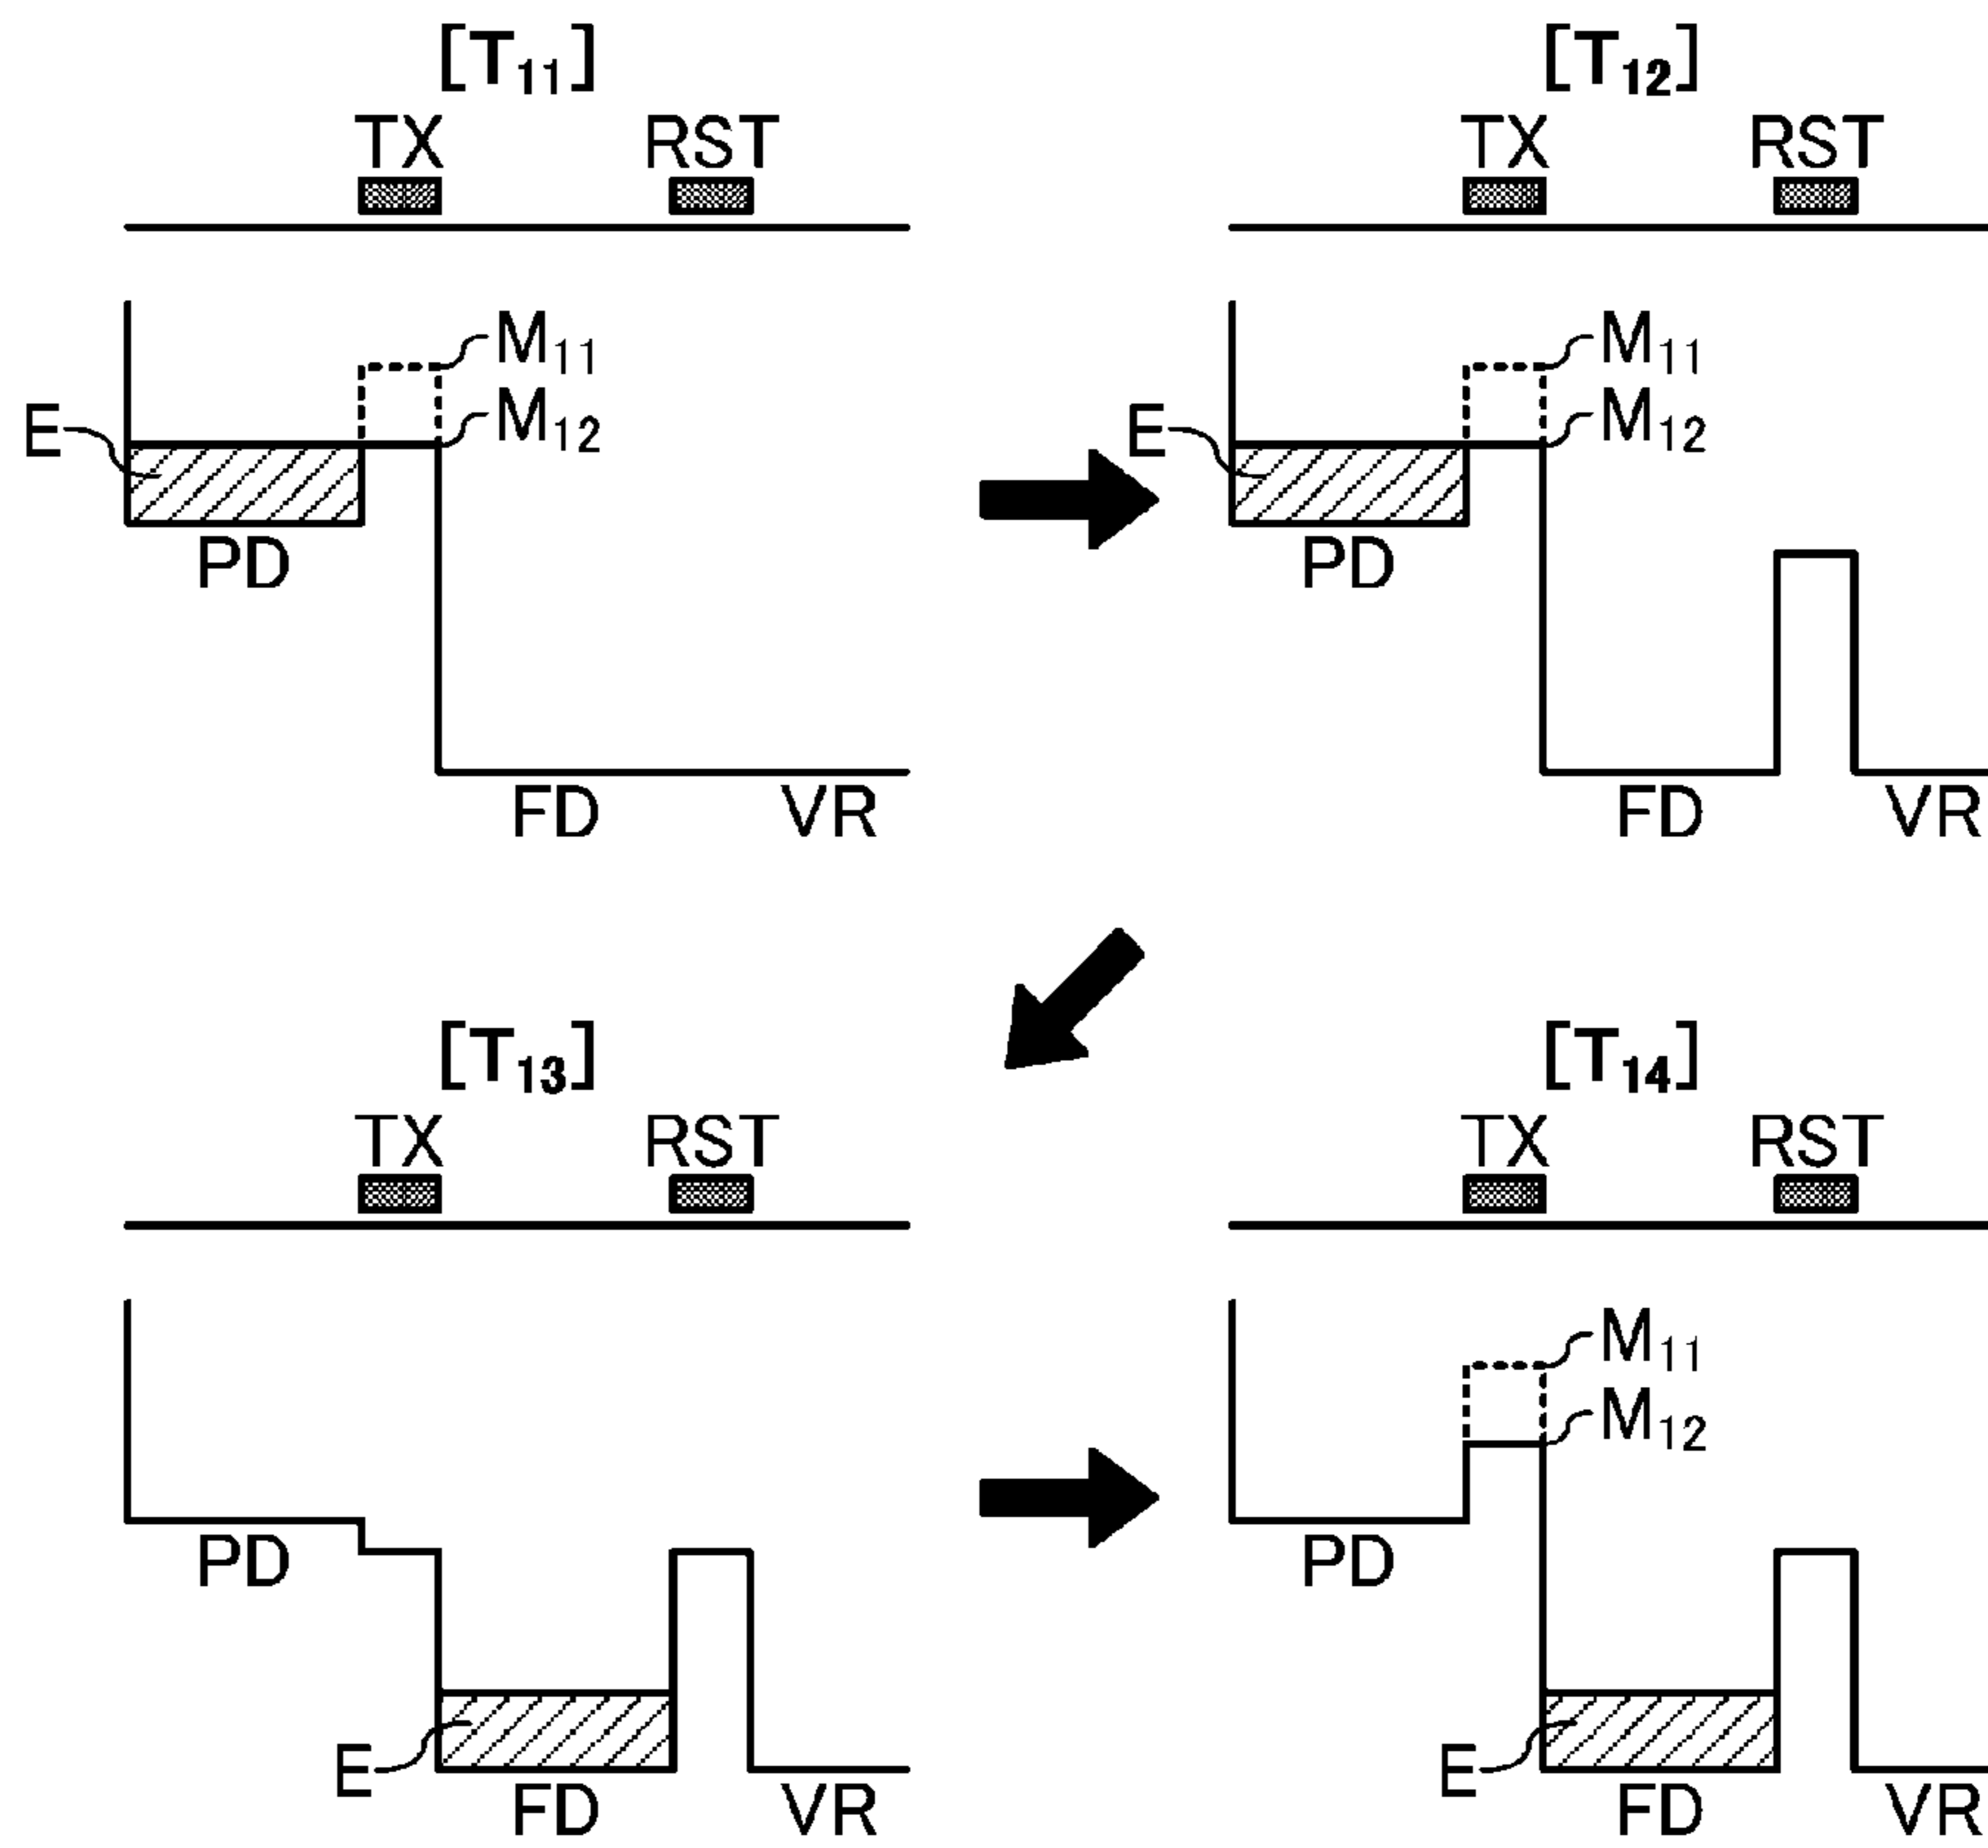 [T₁₁] [T₁₂]
TX RST TX RST
M₁₁ M₁₁
E M₁₂ E M₁₂
PD PD
FD VR FD VR
[T₁₃] [T₁₄]
TX RST TX RST
M₁₁
M₁₂
PD PD
E E
FD VR FD VR